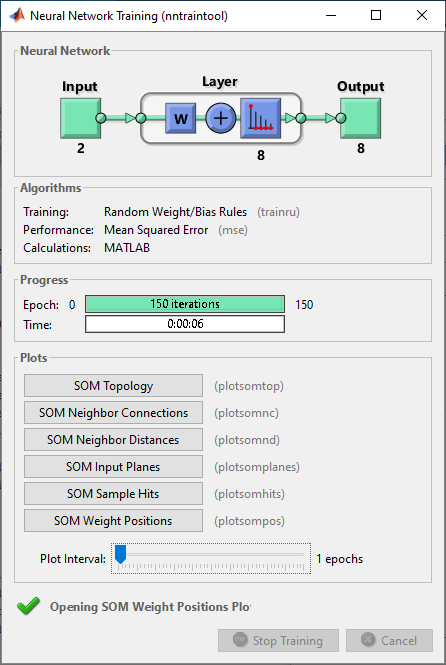 Neural Network Training (nntraintool)
Neural Network
Input
Layer
Output
W
2
8
8
Algorithms
Training: Random Weight/Bias Rules (trainru)
Performance: Mean Squared Error (mse)
Calculations: MATLAB
Progress
Epoch: 0 150 iterations 150
Time: 0:00:06
Plots
SOM Topology (plotsomtop)
SOM Neighbor Connections (plotsomnc)
SOM Neighbor Distances (plotsomnd)
SOM Input Planes (plotsomplanes)
SOM Sample Hits (plotsomhits)
SOM Weight Positions (plotsompos)
Plot Interval: 1 epochs
Opening SOM Weight Positions Plo
Stop Training Cancel